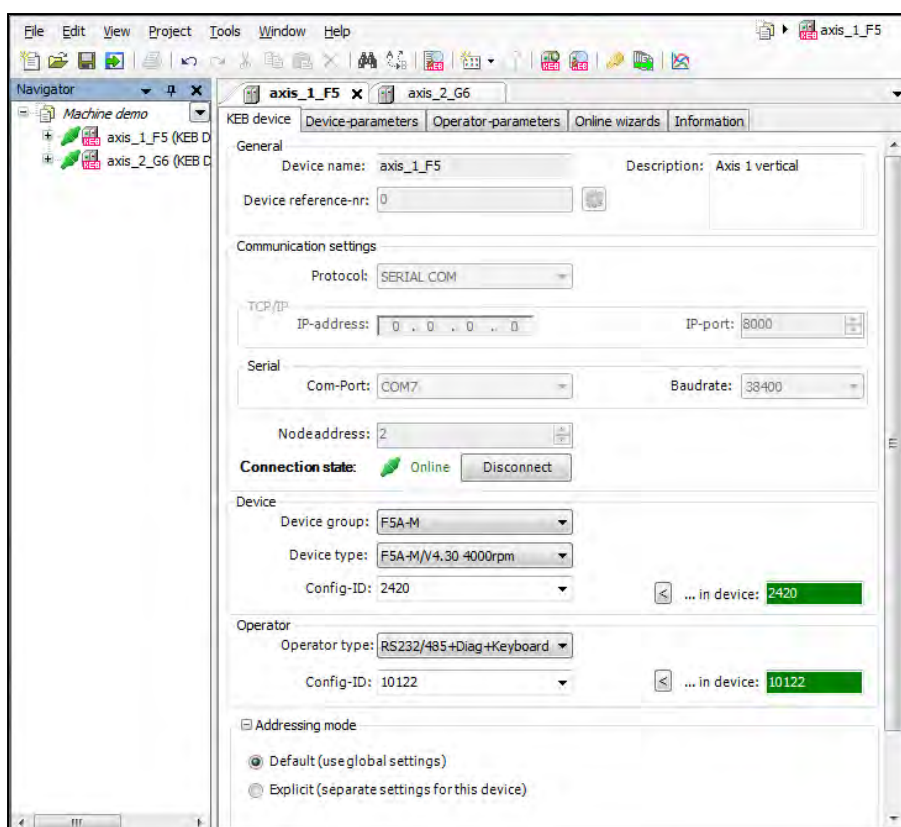 File Edit View Project Tools Window Help axis_1_F5
Navigator
axis_1_F5 axis_2_G6
Machine demo
axis_1_F5 (KEB D
axis_2_G6 (KEB D
KEB device Device-parameters Operator-parameters Online wizards Information
General
Device name: axis_1_F5 Description: Axis 1 vertical
Device reference-nr: 0
Communication settings
Protocol: SERIAL COM
TCP/IP
IP-address: 0 . 0 . 0 . 0 IP-port: 8000
Serial
Com-Port: COM7 Baudrate: 38400
Nodeaddress: 2
Connection state: Online Disconnect
Device
Device group: F5A-M
Device type: F5A-M/V4.30 4000rpm
Config-ID: 2420 < ... in device: 2420
Operator
Operator type: RS232/485+Diag+Keyboard
Config-ID: 10122 < ... in device: 10122
Addressing mode
Default (use global settings)
Explicit (separate settings for this device)